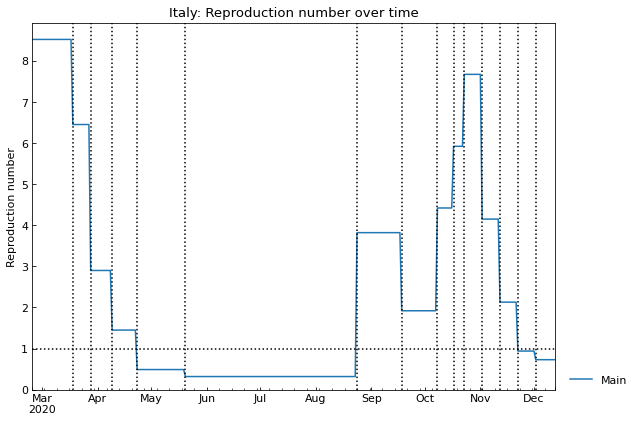 Italy: Reproduction number over time
Reproduction number
8
7
6
5
4
3
2
1
0
Mar Apr May Jun Jul Aug Sep Oct Nov Dec
2020
Main